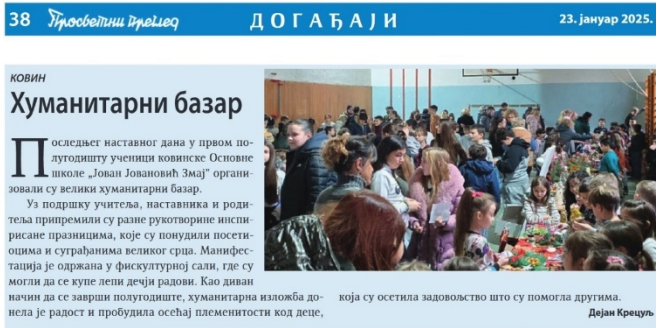 38 Просветни преглед ДОГАЂАЈИ 23. јануар 2025.
КОВИН
Хуманитарни базар
Последњег наставног дана у првом по-
лугодишту ученици ковинске Основне
школе „Јован Јовановић Змај” органи-
зовали су велики хуманитарни базар.
Уз подршку учитеља, наставника и роди-
теља припремили су разне рукотворине инспи-
рисане празницима, које су понудили посети-
оцима и суграђанима великог срца. Манифес-
тација је одржана у фискултурној сали, где су
могли да се купе лепи дечји радови. Као диван
начин да се заврши полугодиште, хуманитарна изложба до-
нела је радост и пробудила осећај племенитости код деце,
која су осетила задовољство што су помогла другима.
Дејан Крецуљ